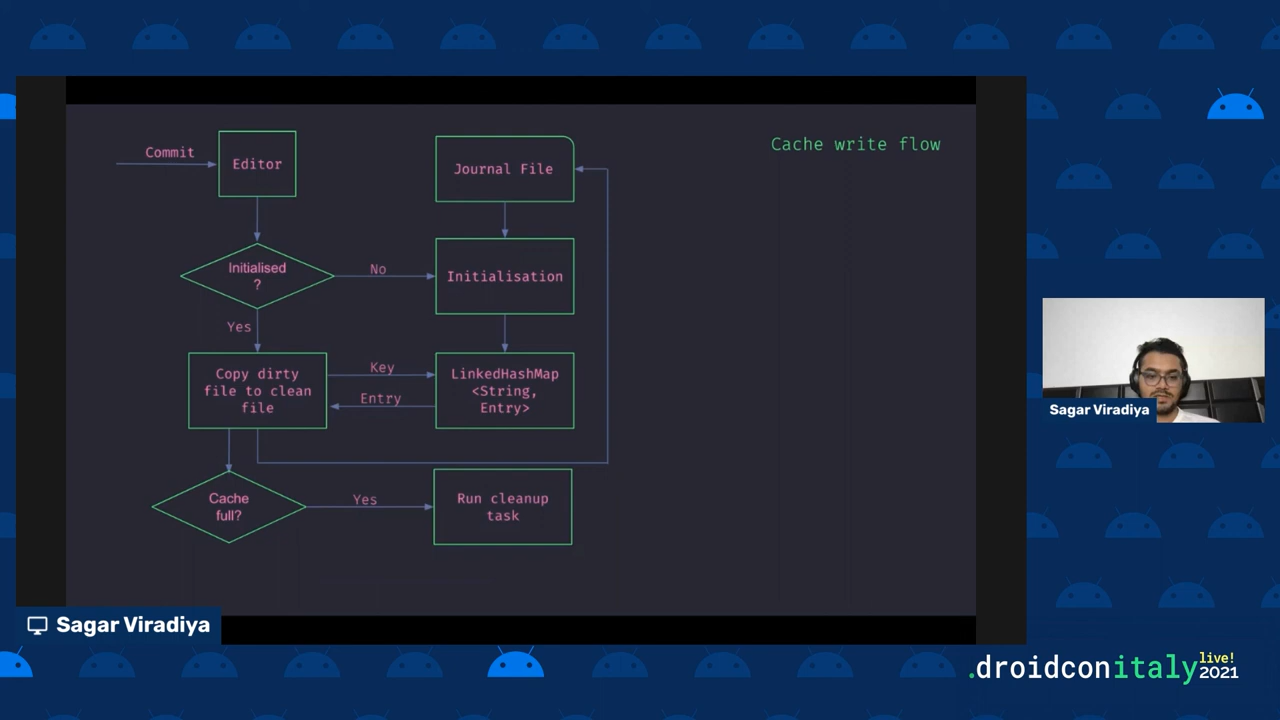 Cache write flow
Commit
Editor
Journal File
Initialised
?
No
Initialisation
Yes
Copy dirty
file to clean
file
Key
Entry
LinkedHashMap
<String,
Entry>
Cache
full?
Yes
Run cleanup
task
Sagar Viradiya
Sagar Viradiya
.droidconitaly live! 2021